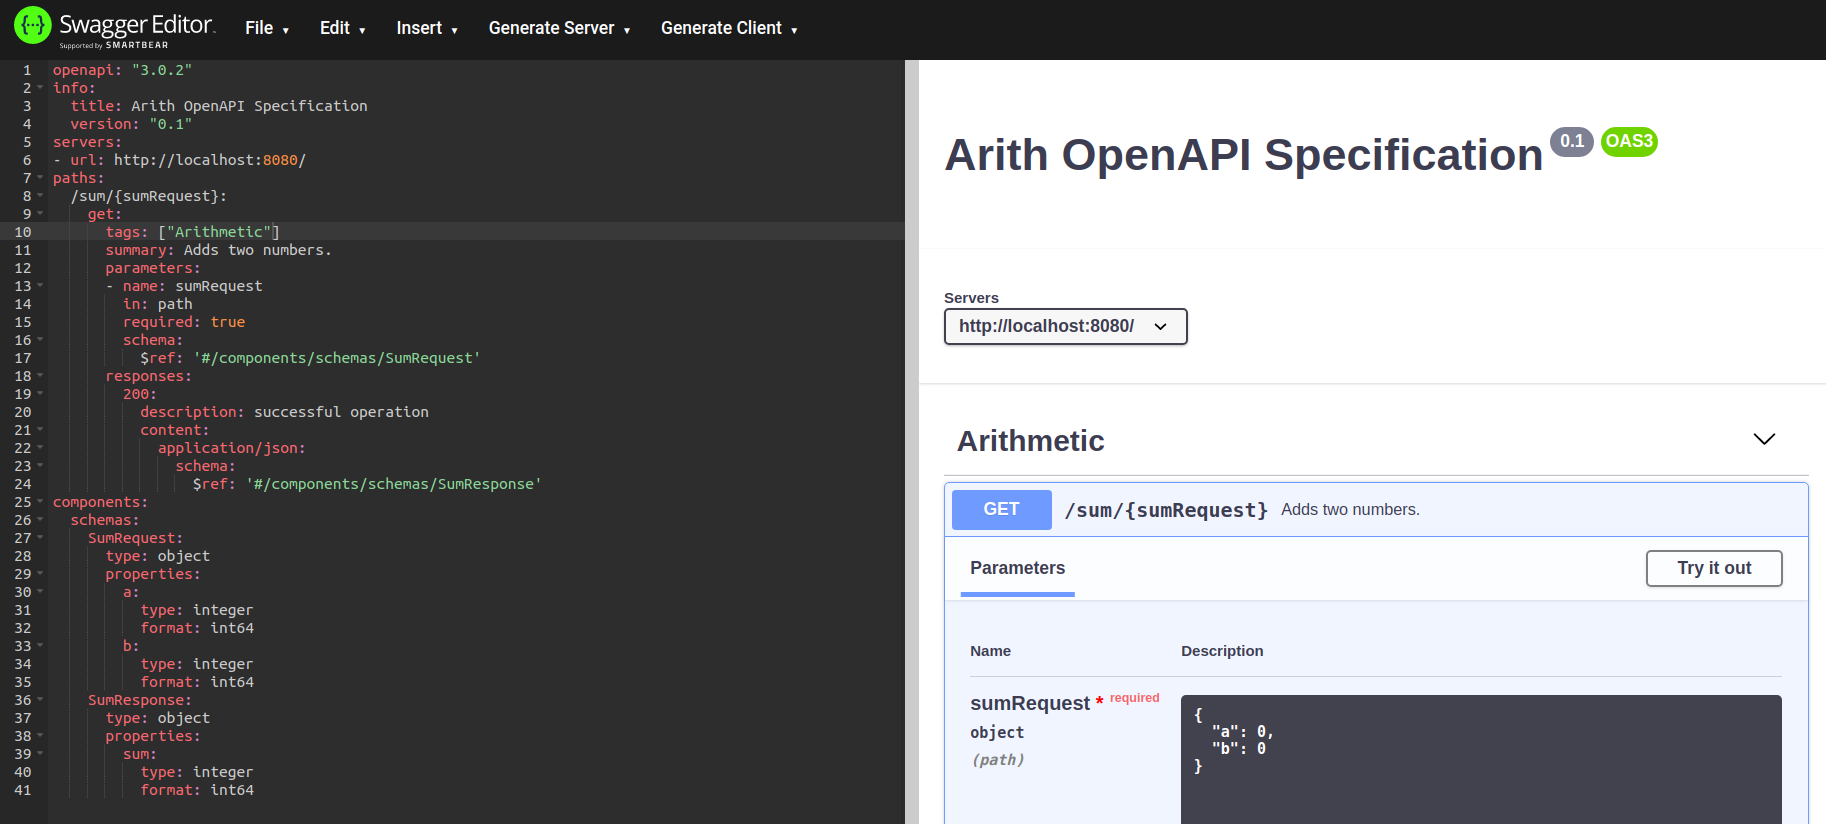 Swagger Editor
Supported by SMARTBEAR
File Edit Insert Generate Server Generate Client
1 openapi: "3.0.2"
2 info:
3   title: Arith OpenAPI Specification
4   version: "0.1"
5 servers:
6 - url: http://localhost:8080/
7 paths:
8   /sum/{sumRequest}:
9     get:
10       tags: ["Arithmetic"]
11       summary: Adds two numbers.
12       parameters:
13       - name: sumRequest
14         in: path
15         required: true
16         schema:
17           $ref: '#/components/schemas/SumRequest'
18       responses:
19         200:
20           description: successful operation
21           content:
22             application/json:
23               schema:
24                 $ref: '#/components/schemas/SumResponse'
25 components:
26   schemas:
27     SumRequest:
28       type: object
29       properties:
30         a:
31           type: integer
32           format: int64
33         b:
34           type: integer
35           format: int64
36     SumResponse:
37       type: object
38       properties:
39         sum:
40           type: integer
41           format: int64
Arith OpenAPI Specification 0.1 OAS3
Servers
http://localhost:8080/
Arithmetic
GET /sum/{sumRequest} Adds two numbers.
Parameters Try it out
Name Description
sumRequest * required
object
(path)
{
  "a": 0,
  "b": 0
}